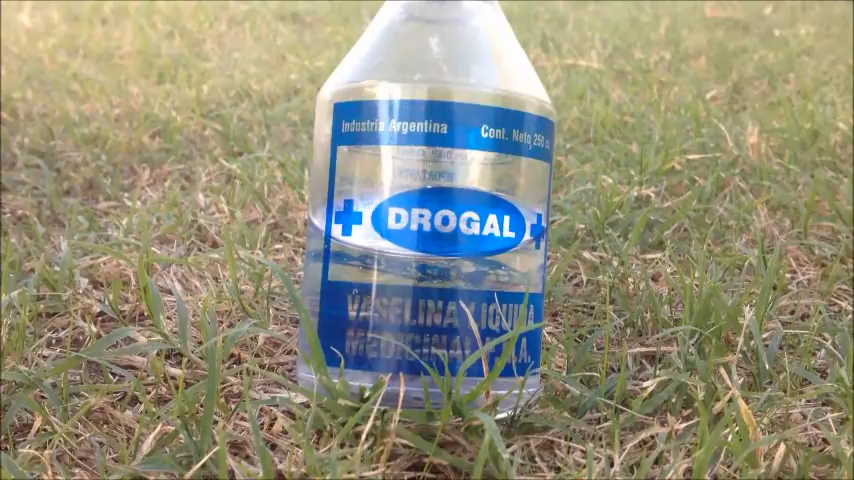 Industria Argentina Cont. Neto 250 cc.
DROGAL
VASELINA LIQUIDA
MEDICINAL F.A.